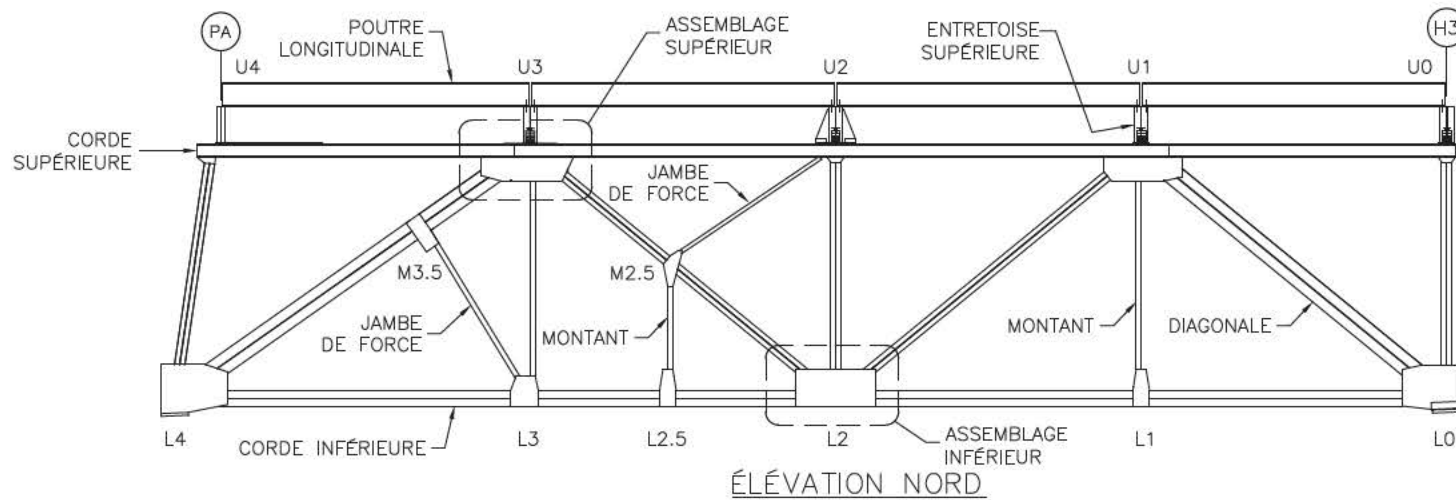 PA
POUTRE
LONGITUDINALE
ASSEMBLAGE
SUPÉRIEUR
ENTRETOISE
SUPÉRIEURE
H3
U4
U3
U2
U1
U0
CORDE
SUPÉRIEURE
JAMBE
DE FORCE
M3.5
M2.5
JAMBE
DE FORCE
MONTANT
MONTANT
DIAGONALE
L4
CORDE INFÉRIEURE
L3
L2.5
L2
ASSEMBLAGE
INFÉRIEUR
L1
L0
ÉLÉVATION NORD